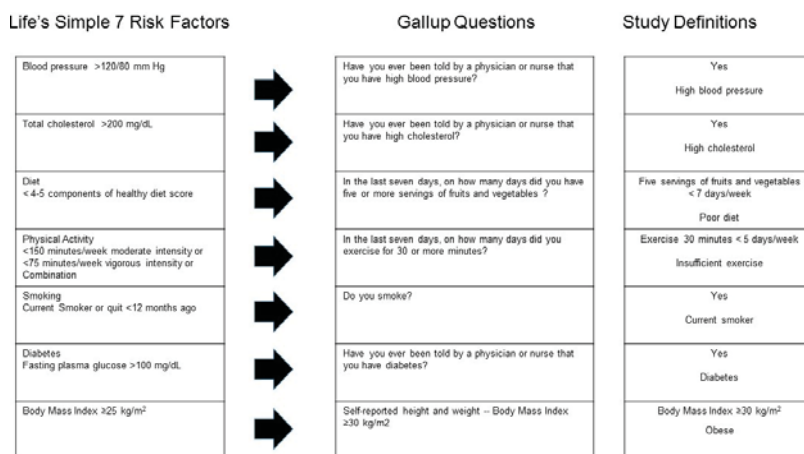 Life's Simple 7 Risk Factors
Gallup Questions
Study Definitions
Blood pressure >120/80 mm Hg
Have you ever been told by a physician or nurse that
you have high blood pressure?
Yes
High blood pressure
Total cholesterol >200 mg/dL
Have you ever been told by a physician or nurse that
you have high cholesterol?
Yes
High cholesterol
Diet
< 4-5 components of healthy diet score
In the last seven days, on how many days did you have
five or more servings of fruits and vegetables ?
Five servings of fruits and vegetables
< 7 days/week
Poor diet
Physical Activity
<150 minutes/week moderate intensity or
<75 minutes/week vigorous intensity or
Combination
In the last seven days, on how many days did you
exercise for 30 or more minutes?
Exercise 30 minutes < 5 days/week
Insufficient exercise
Smoking
Current Smoker or quit <12 months ago
Do you smoke?
Yes
Current smoker
Diabetes
Fasting plasma glucose >100 mg/dL
Have you ever been told by a physician or nurse that
you have diabetes?
Yes
Diabetes
Body Mass Index ≥25 kg/m²
Self-reported height and weight – Body Mass Index
≥30 kg/m2
Body Mass Index ≥30 kg/m²
Obese